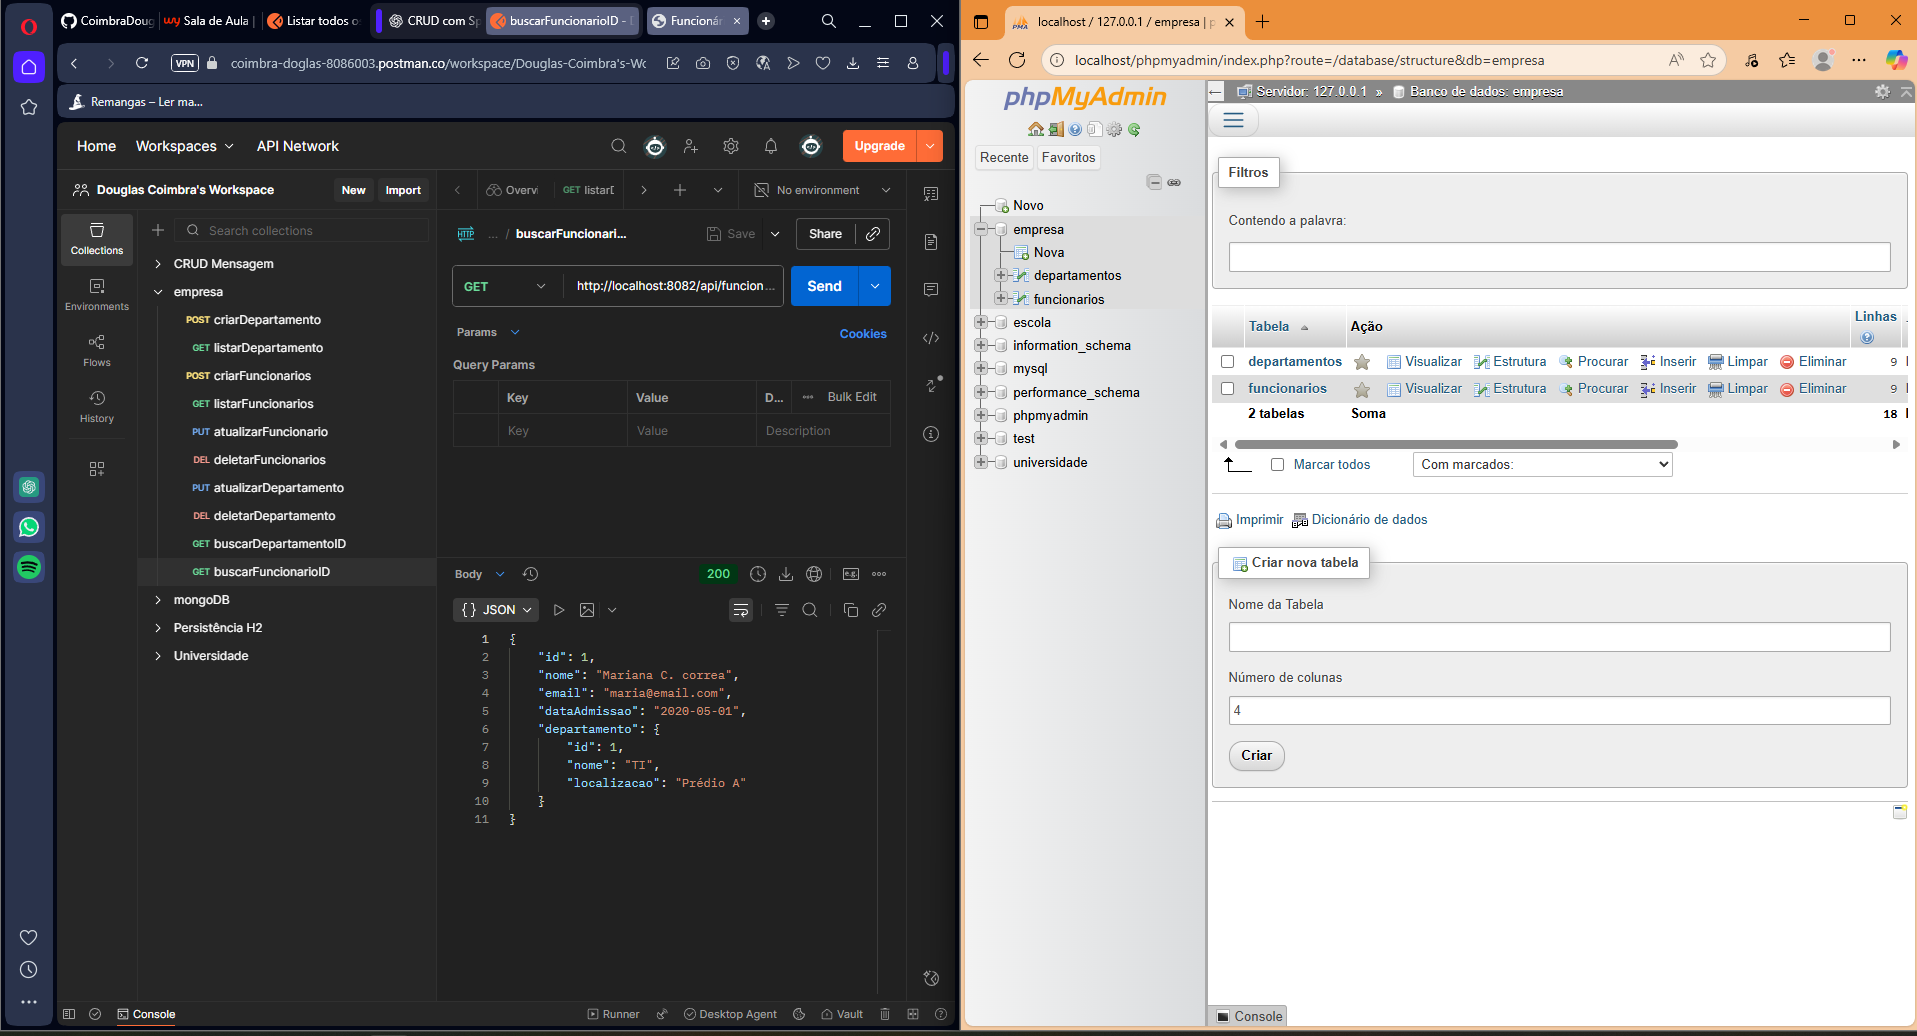 CoimbraDoug
Sala de Aula
Listar todos o
CRUD com Sp
buscarFuncionarioID - D
Funcionár
VPN
coimbra-doglas-8086003.postman.co/workspace/Douglas-Coimbra's-Wo
Remangas – Ler ma...
Home
Workspaces
API Network
Upgrade
Douglas Coimbra's Workspace
New
Import
Overvi
GET listarD
No environment
Collections
Environments
Flows
History
Search collections
CRUD Mensagem
empresa
POST criarDepartamento
GET listarDepartamento
POST criarFuncionarios
GET listarFuncionarios
PUT atualizarFuncionario
DEL deletarFuncionarios
PUT atualizarDepartamento
DEL deletarDepartamento
GET buscarDepartamentoID
GET buscarFuncionarioID
mongoDB
Persistência H2
Universidade
HTTP ... / buscarFuncionari...
Save
Share
GET
http://localhost:8082/api/funcion...
Send
Params
Cookies
Query Params
Key
Value
D...
Bulk Edit
Key
Value
Description
Body
200
e.g.
{} JSON
1 {
2 "id": 1,
3 "nome": "Mariana C. correa",
4 "email": "maria@email.com",
5 "dataAdmissao": "2020-05-01",
6 "departamento": {
7 "id": 1,
8 "nome": "TI",
9 "localizacao": "Prédio A"
10 }
11 }
Console
Runner
Desktop Agent
Vault
localhost / 127.0.0.1 / empresa | p
localhost/phpmyadmin/index.php?route=/database/structure&db=empresa
phpMyAdmin
Recente
Favoritos
Novo
empresa
Nova
departamentos
funcionarios
escola
information_schema
mysql
performance_schema
phpmyadmin
test
universidade
Servidor: 127.0.0.1 » Banco de dados: empresa
Filtros
Contendo a palavra:
Tabela
Ação
Linhas
departamentos Visualizar Estrutura Procurar Inserir Limpar Eliminar 9
funcionarios Visualizar Estrutura Procurar Inserir Limpar Eliminar 9
2 tabelas Soma 18
Marcar todos
Com marcados:
Imprimir
Dicionário de dados
Criar nova tabela
Nome da Tabela
Número de colunas
4
Criar
Console